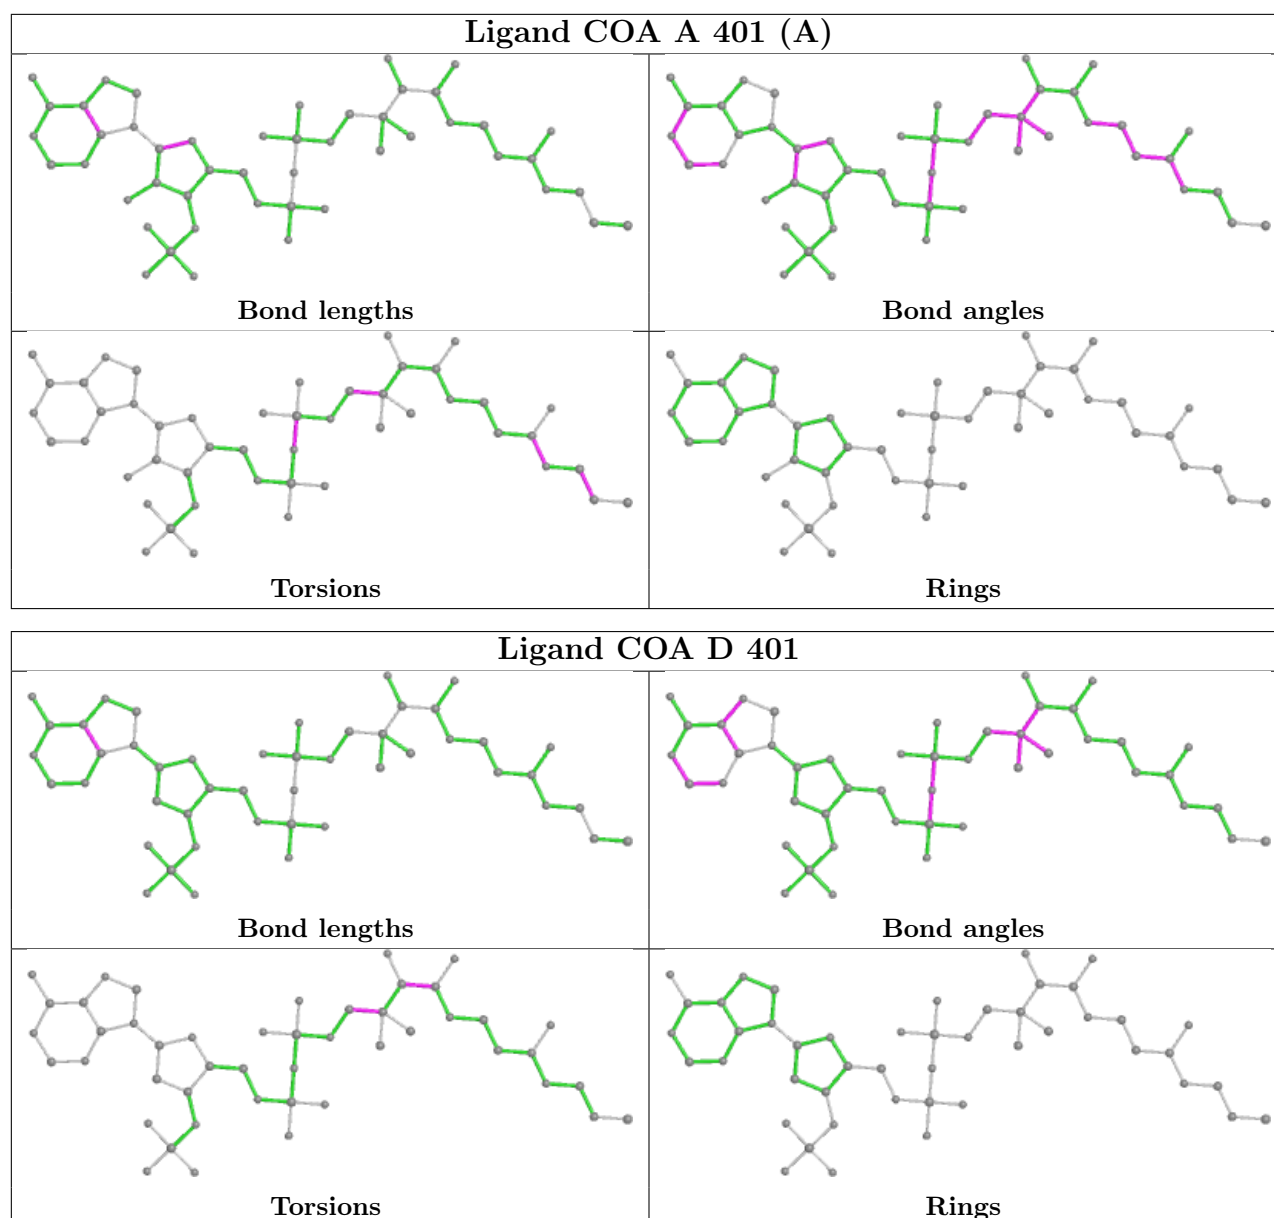 Ligand COA A 401 (A)
Bond lengths
Bond angles
Torsions
Rings
Ligand COA D 401
Bond lengths
Bond angles
Torsions
Rings